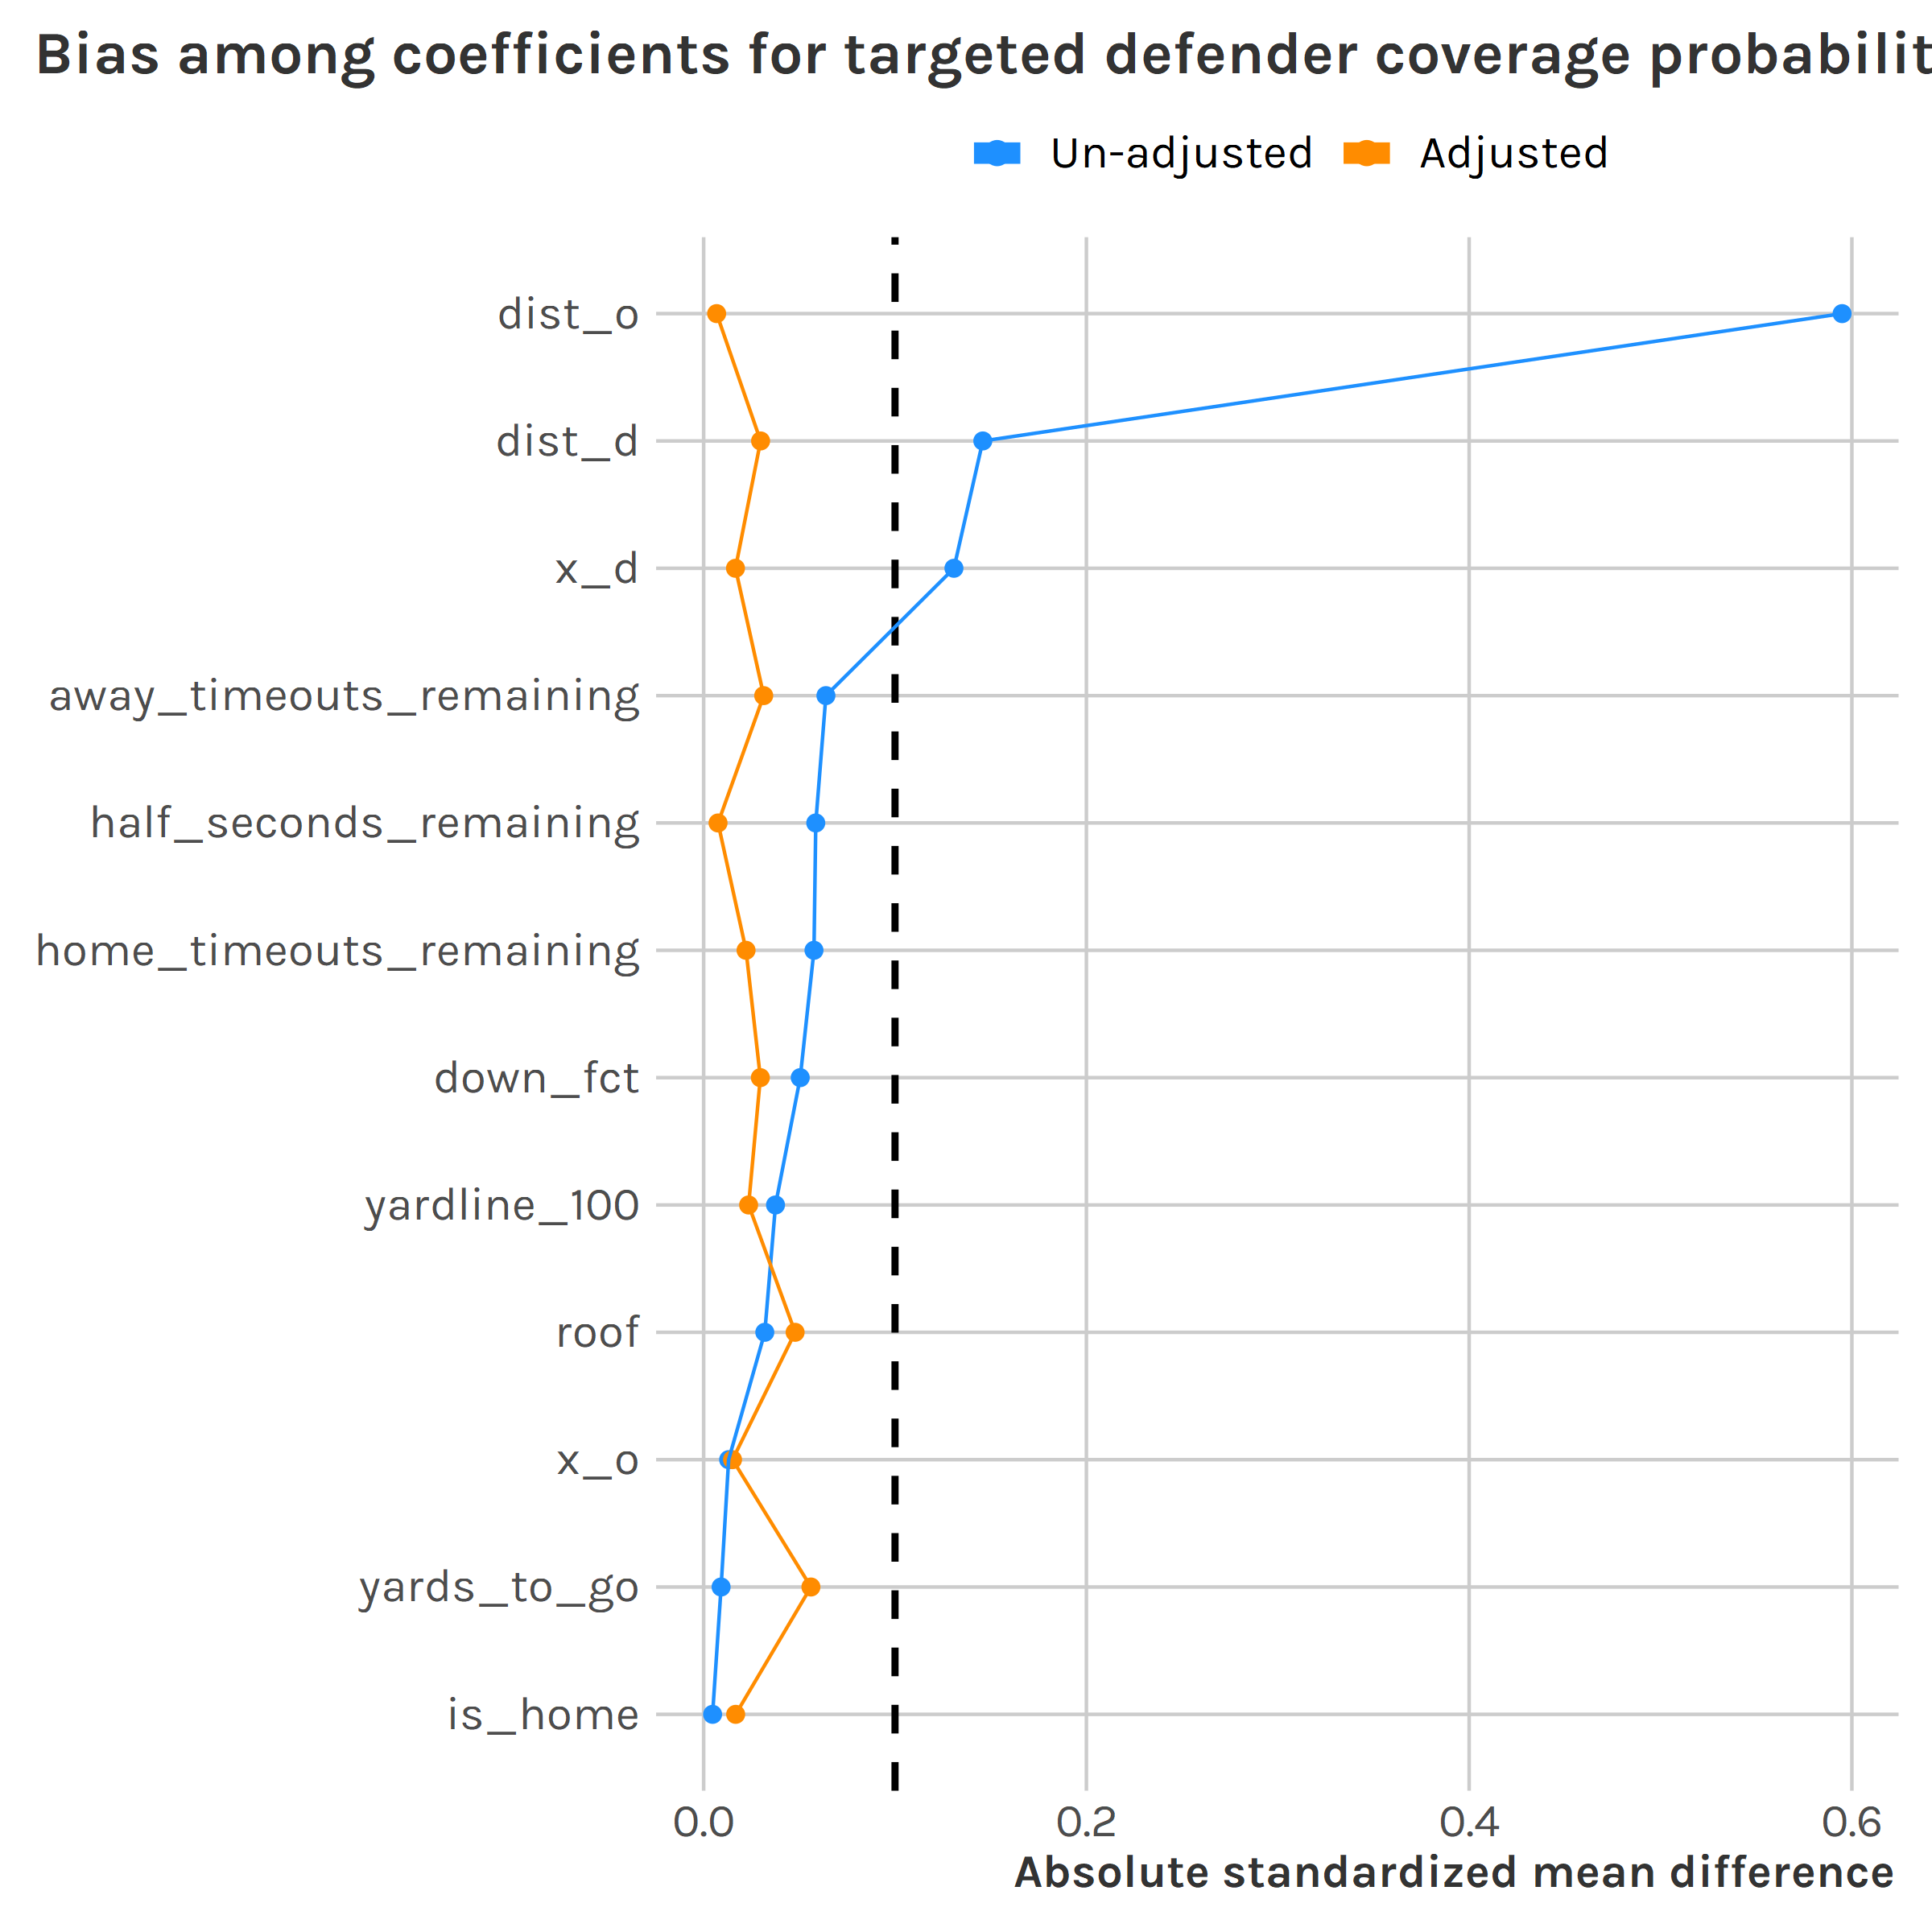 Bias among coefficients for targeted defender coverage probabilit
Un-adjusted Adjusted
dist_o
dist_d
x_d
away_timeouts_remaining
half_seconds_remaining
home_timeouts_remaining
down_fct
yardline_100
roof
x_o
yards_to_go
is_home
0.0 0.2 0.4 0.6
Absolute standardized mean difference